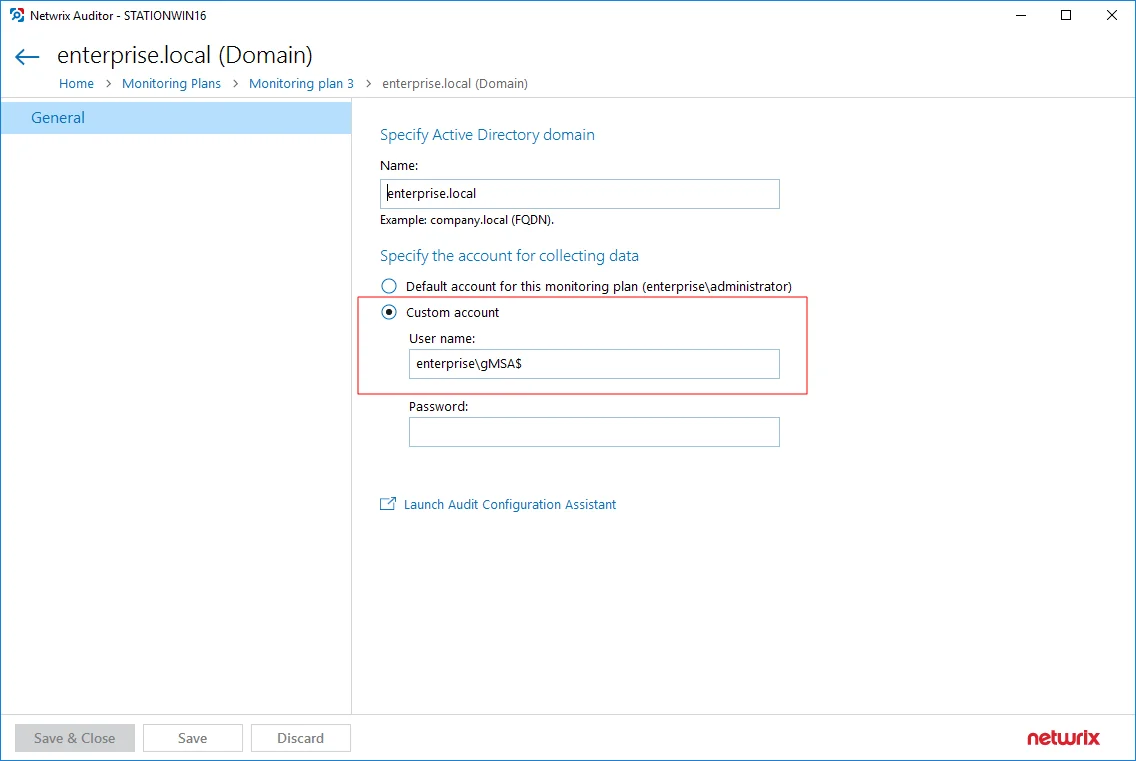 Netwrix Auditor - STATIONWIN16
enterprise.local (Domain)
Home > Monitoring Plans > Monitoring plan 3 > enterprise.local (Domain)
General
Specify Active Directory domain
Name:
enterprise.local
Example: company.local (FQDN).
Specify the account for collecting data
Default account for this monitoring plan (enterprise\administrator)
Custom account
User name:
enterprise\gMSA$
Password:
Launch Audit Configuration Assistant
Save & Close Save Discard netwrix